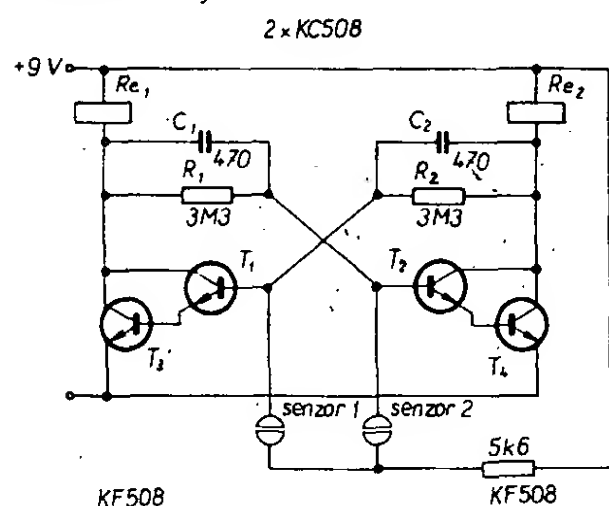 2 x KC508
+9 V
Re1
Re2
C1
470
C2
470
R1
3M3
R2
3M3
T1
T2
T3
T4
senzor 1
senzor 2
5k6
KF508
KF508